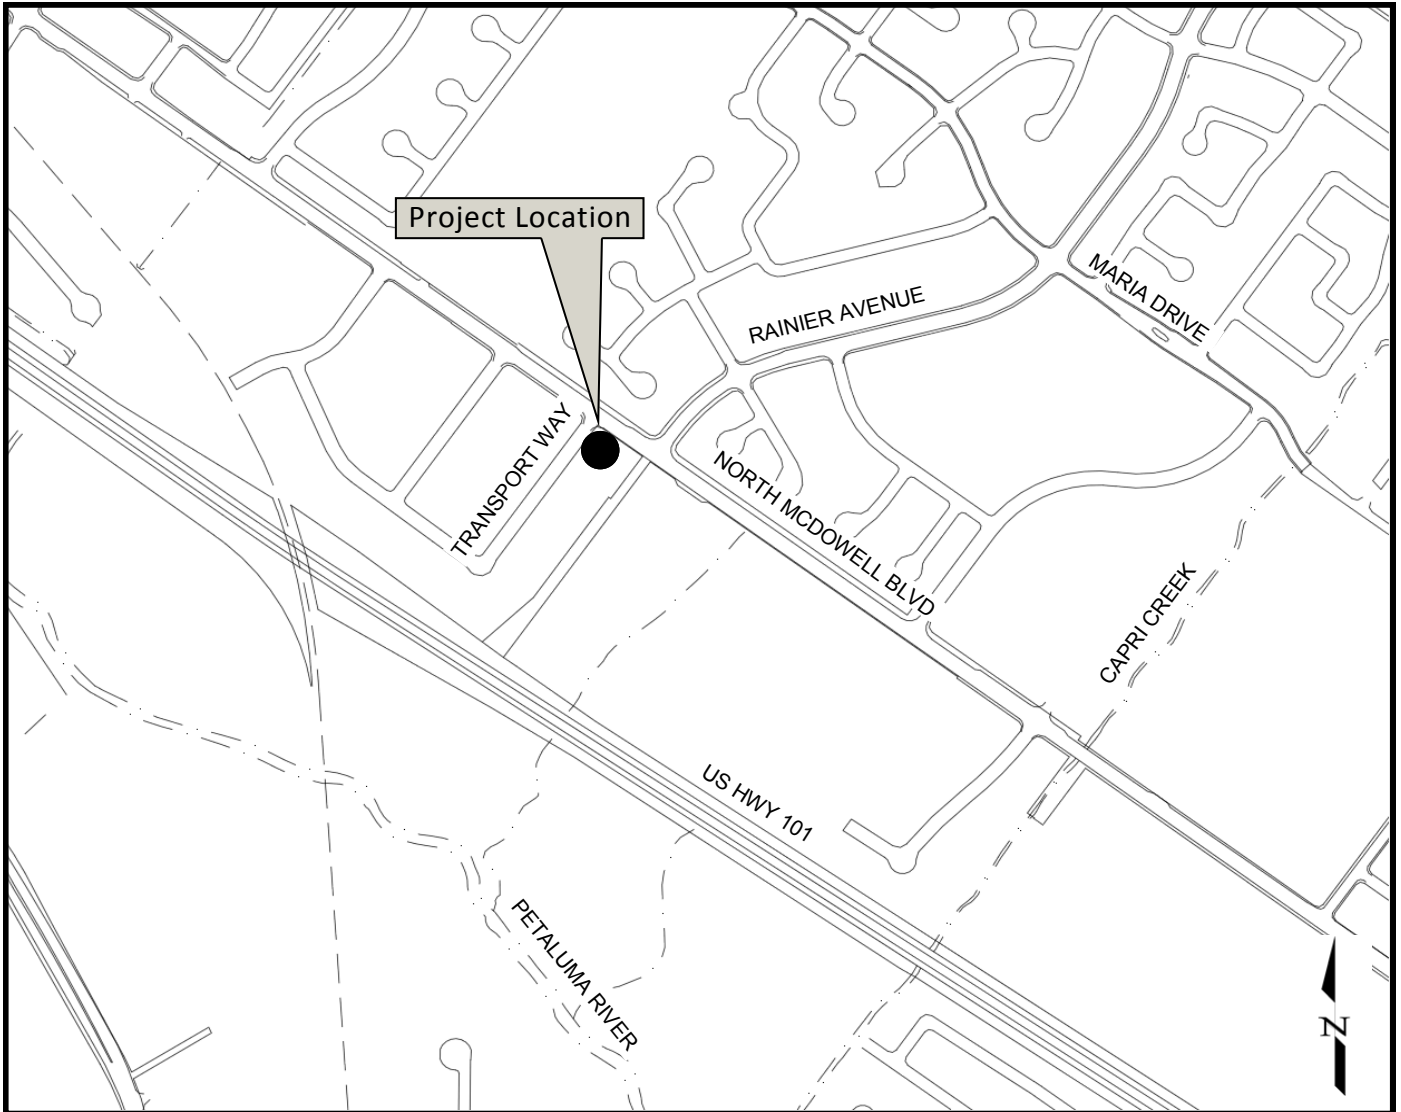 Project Location
MARIA DRIVE
RAINIER AVENUE
TRANSPORT WAY
NORTH MCDOWELL BLVD
CAPRI CREEK
US HWY 101
PETALUMA RIVER
N